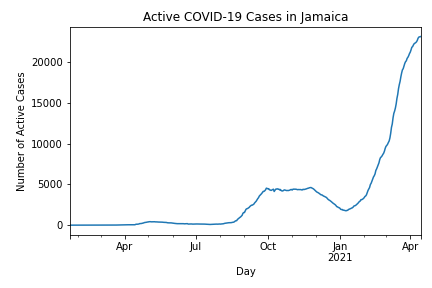 Active COVID-19 Cases in Jamaica
Number of Active Cases
20000
15000
10000
5000
0
Apr Jul Oct Jan Apr
2021
Day